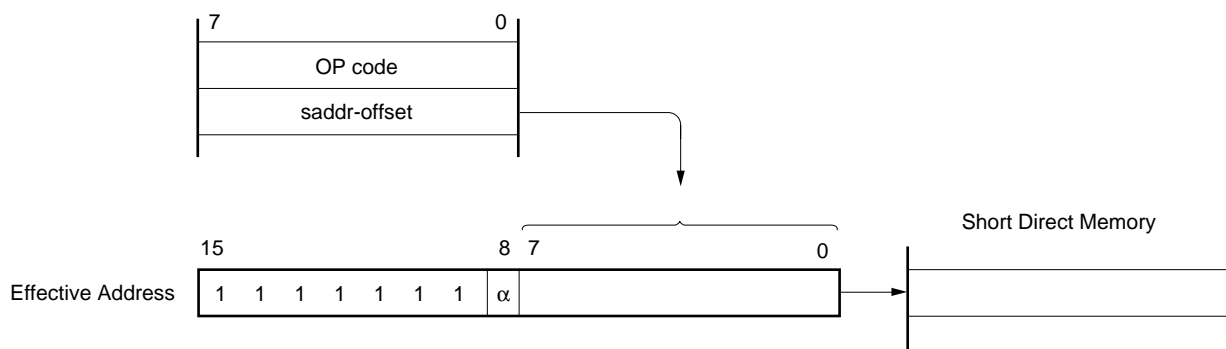 7 0
OP code
saddr-offset
Short Direct Memory
15 8 7 0
Effective Address 1 1 1 1 1 1 1 α